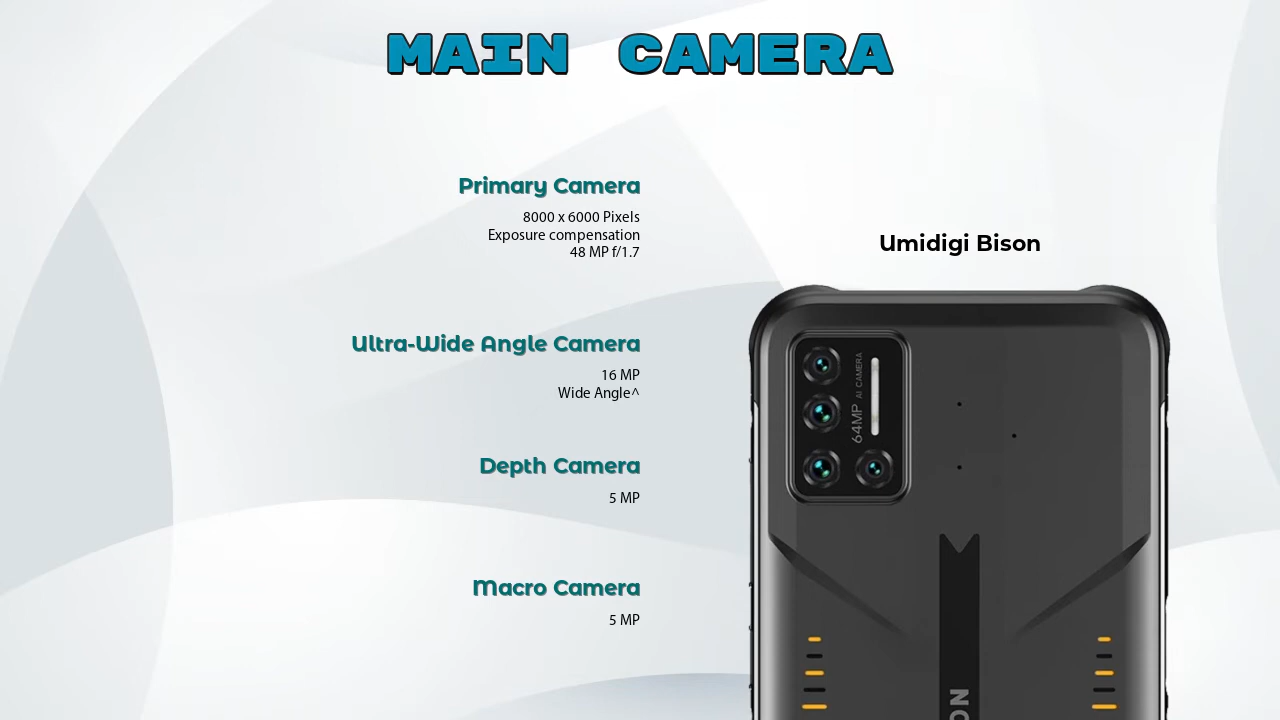 MAIN CAMERA
Primary Camera
8000 x 6000 Pixels
Exposure compensation
48 MP f/1.7
Umidigi Bison
Ultra-Wide Angle Camera
16 MP
Wide Angle^
64MP AI CAMERA
Depth Camera
5 MP
Macro Camera
5 MP
ON